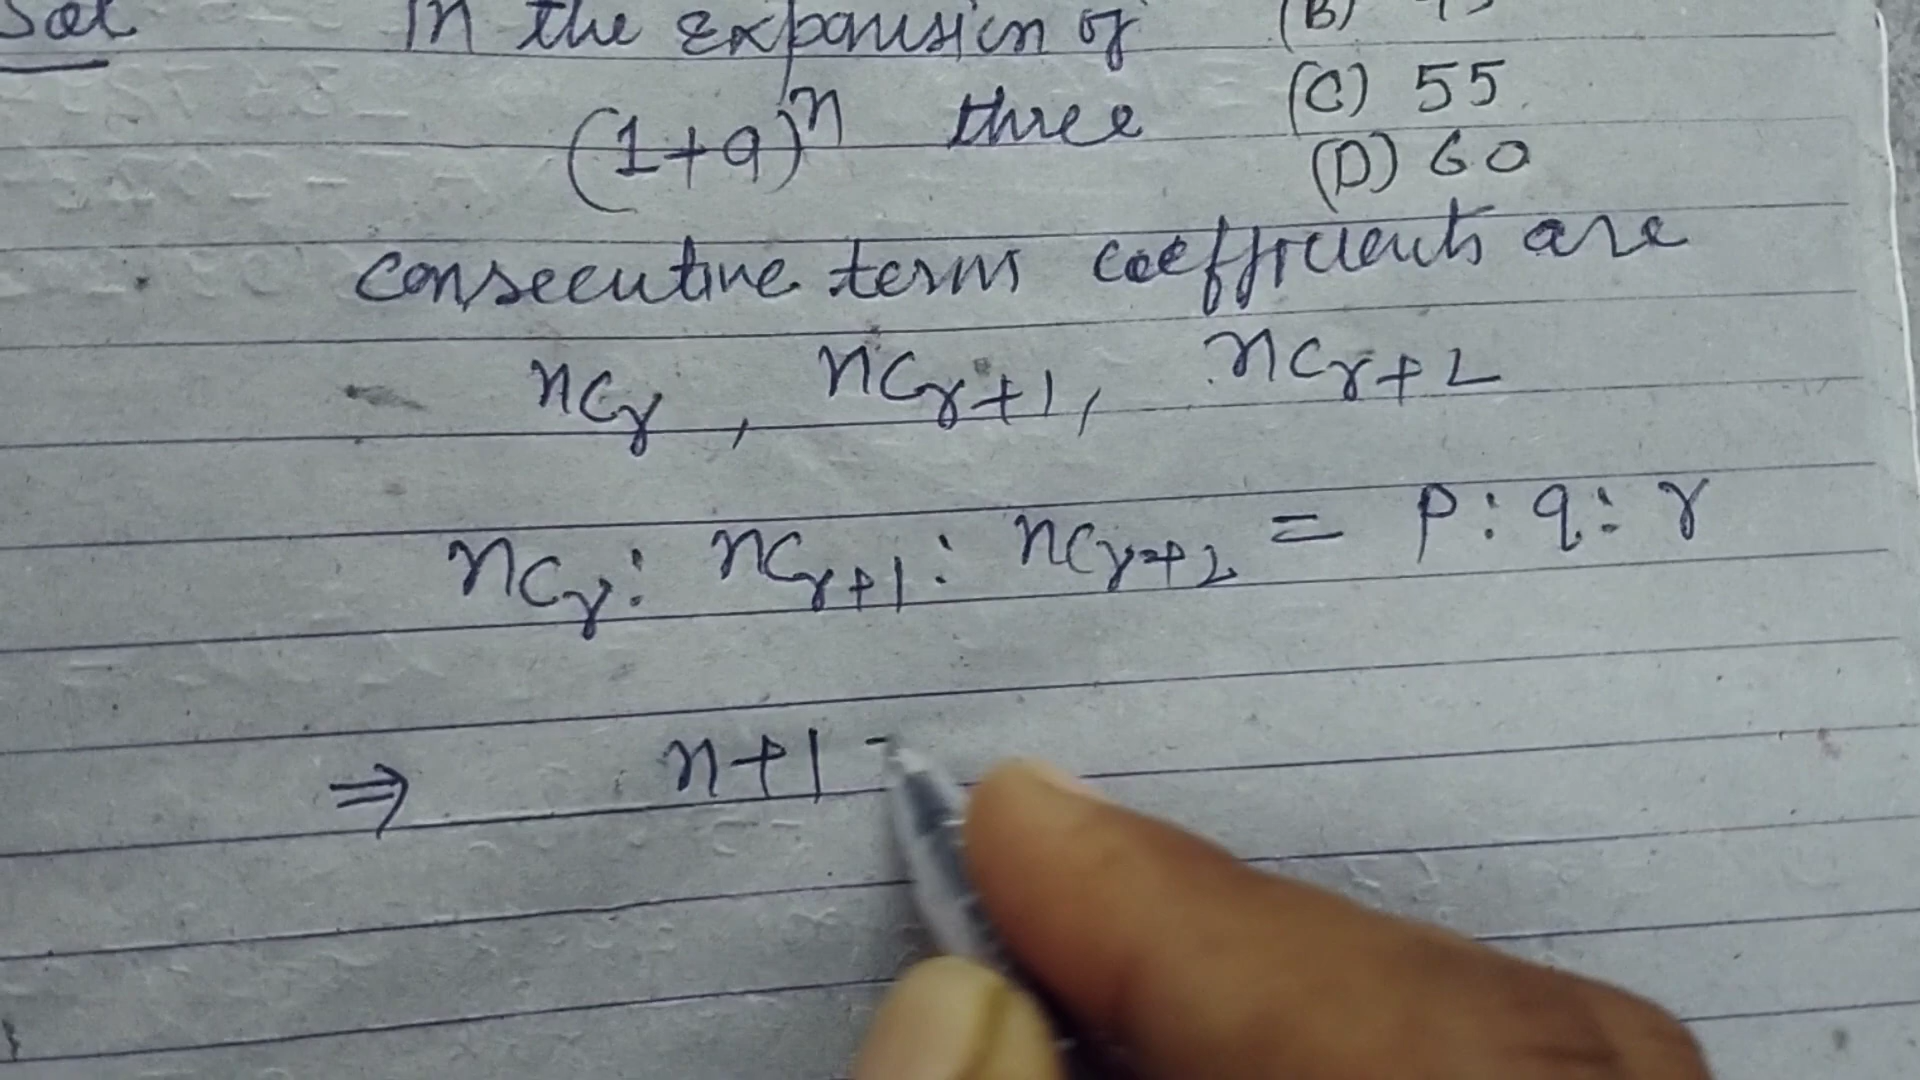 Sol In the Expansion of
(1+a)^n three
(C) 55
(D) 60
consecutive terms coefficients are
nCr, nCr+1, nCr+2
nCr : nCr+1 : nCr+2 = p : q : r
⇒ n+1 -